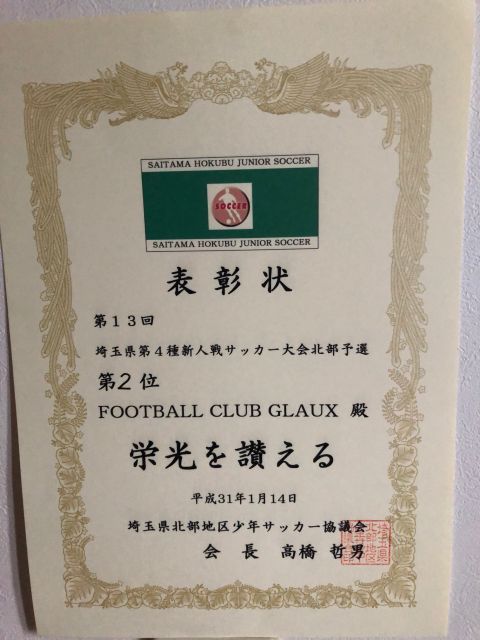 SAITAMA HOKUBU JUNIOR SOCCER
SOCCER
SAITAMA HOKUBU JUNIOR SOCCER
表彰状
第13回
埼玉県第4種新人戦サッカー大会北部予選
第2位
FOOTBALL CLUB GLAUX 殿
栄光を讃える
平成31年1月14日
埼玉県北部地区少年サッカー協議会
会長 高橋 哲男